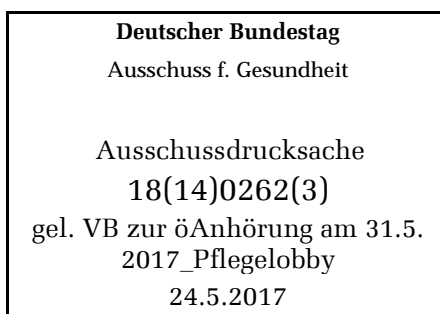 Deutscher Bundestag
Ausschuss f. Gesundheit
Ausschussdrucksache
18(14)0262(3)
gel. VB zur öAnhörung am 31.5.
2017_Pflegelobby
24.5.2017